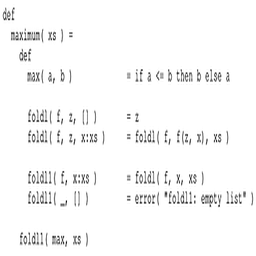 def
maximum( xs ) =
def
max( a, b ) = if a <= b then b else a
foldl( f, z, [] ) = z
foldl( f, z, x:xs ) = foldl( f, f(z, x), xs )
foldl1( f, x:xs ) = foldl( f, x, xs )
foldl1( _, [] ) = error( "foldl1: empty list" )
foldl1( max, xs )